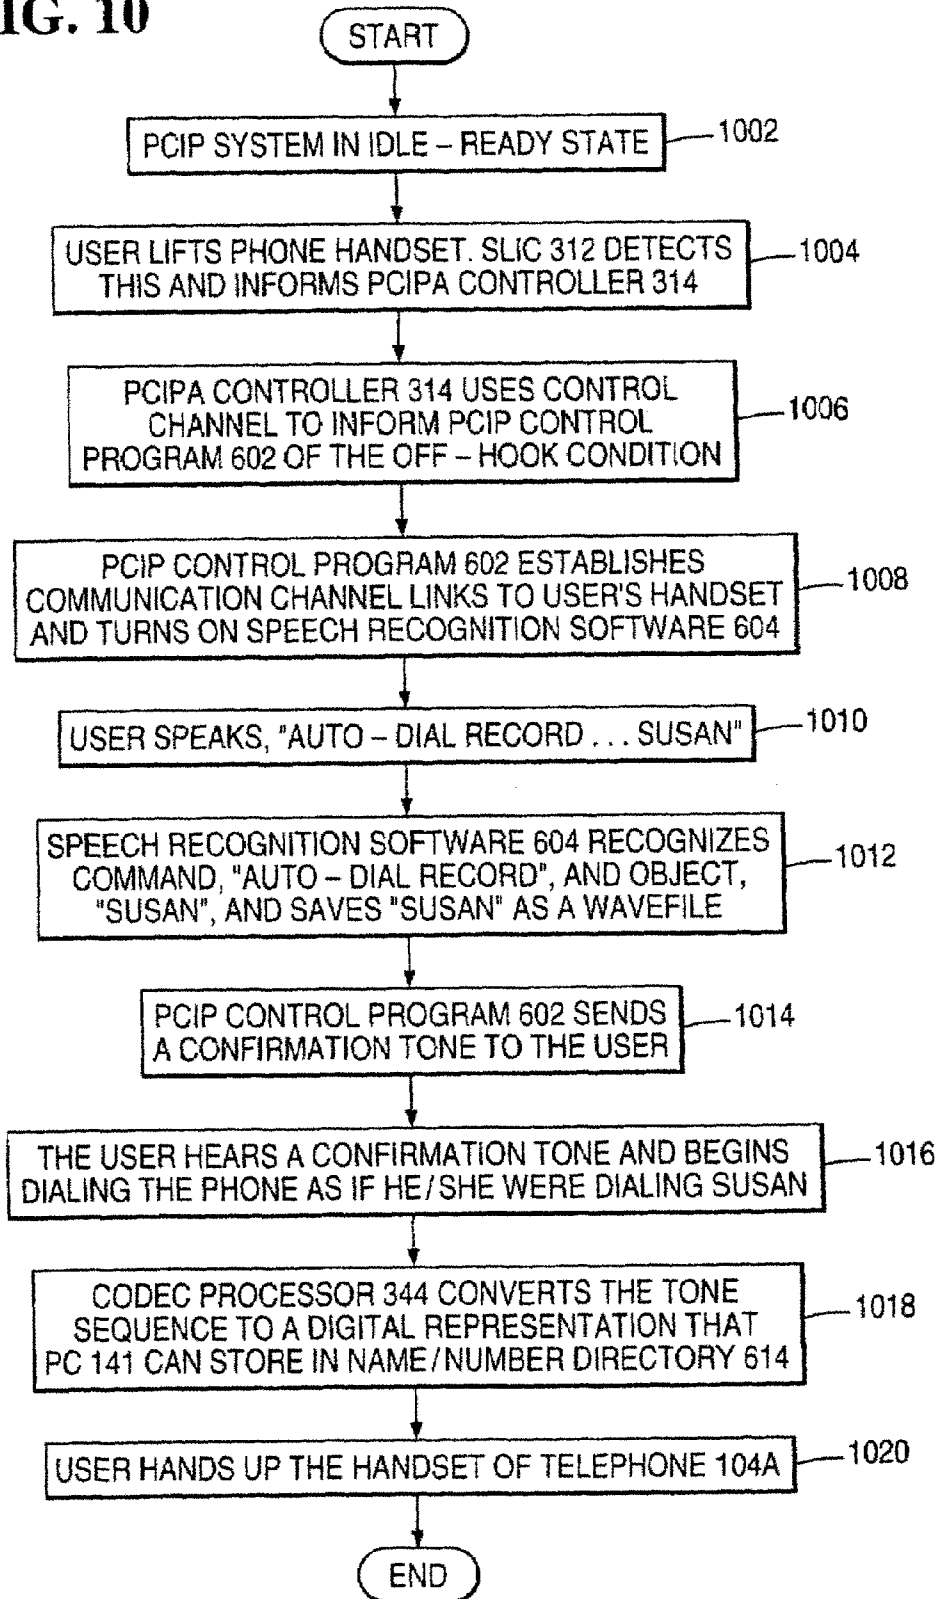 IG. 10
START
PCIP SYSTEM IN IDLE – READY STATE
1002
USER LIFTS PHONE HANDSET. SLIC 312 DETECTS
THIS AND INFORMS PCIPA CONTROLLER 314
1004
PCIPA CONTROLLER 314 USES CONTROL
CHANNEL TO INFORM PCIP CONTROL
PROGRAM 602 OF THE OFF – HOOK CONDITION
1006
PCIP CONTROL PROGRAM 602 ESTABLISHES
COMMUNICATION CHANNEL LINKS TO USER'S HANDSET
AND TURNS ON SPEECH RECOGNITION SOFTWARE 604
1008
USER SPEAKS, "AUTO – DIAL RECORD . . . SUSAN"
1010
SPEECH RECOGNITION SOFTWARE 604 RECOGNIZES
COMMAND, "AUTO – DIAL RECORD", AND OBJECT,
"SUSAN", AND SAVES "SUSAN" AS A WAVEFILE
1012
PCIP CONTROL PROGRAM 602 SENDS
A CONFIRMATION TONE TO THE USER
1014
THE USER HEARS A CONFIRMATION TONE AND BEGINS
DIALING THE PHONE AS IF HE/SHE WERE DIALING SUSAN
1016
CODEC PROCESSOR 344 CONVERTS THE TONE
SEQUENCE TO A DIGITAL REPRESENTATION THAT
PC 141 CAN STORE IN NAME/NUMBER DIRECTORY 614
1018
USER HANDS UP THE HANDSET OF TELEPHONE 104A
1020
END